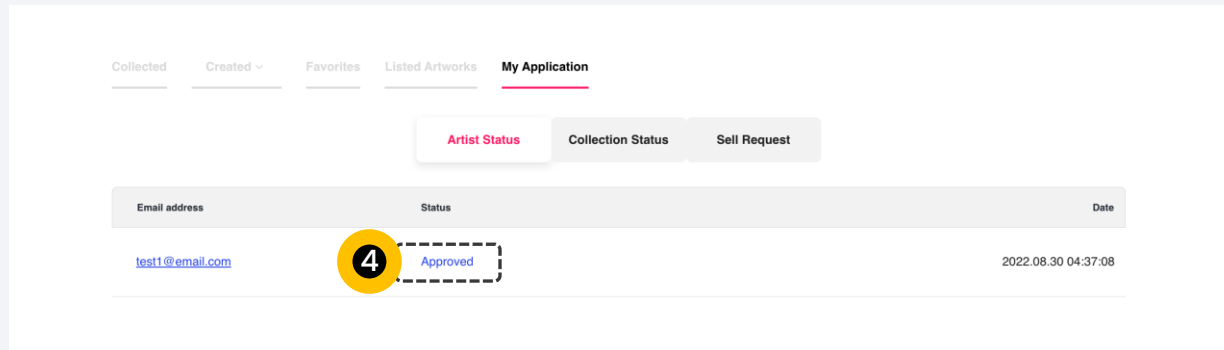 Collected Created Favorites Listed Artworks My Application
Artist Status Collection Status Sell Request
Email address Status Date
test1@email.com 4 Approved 2022.08.30 04:37:08